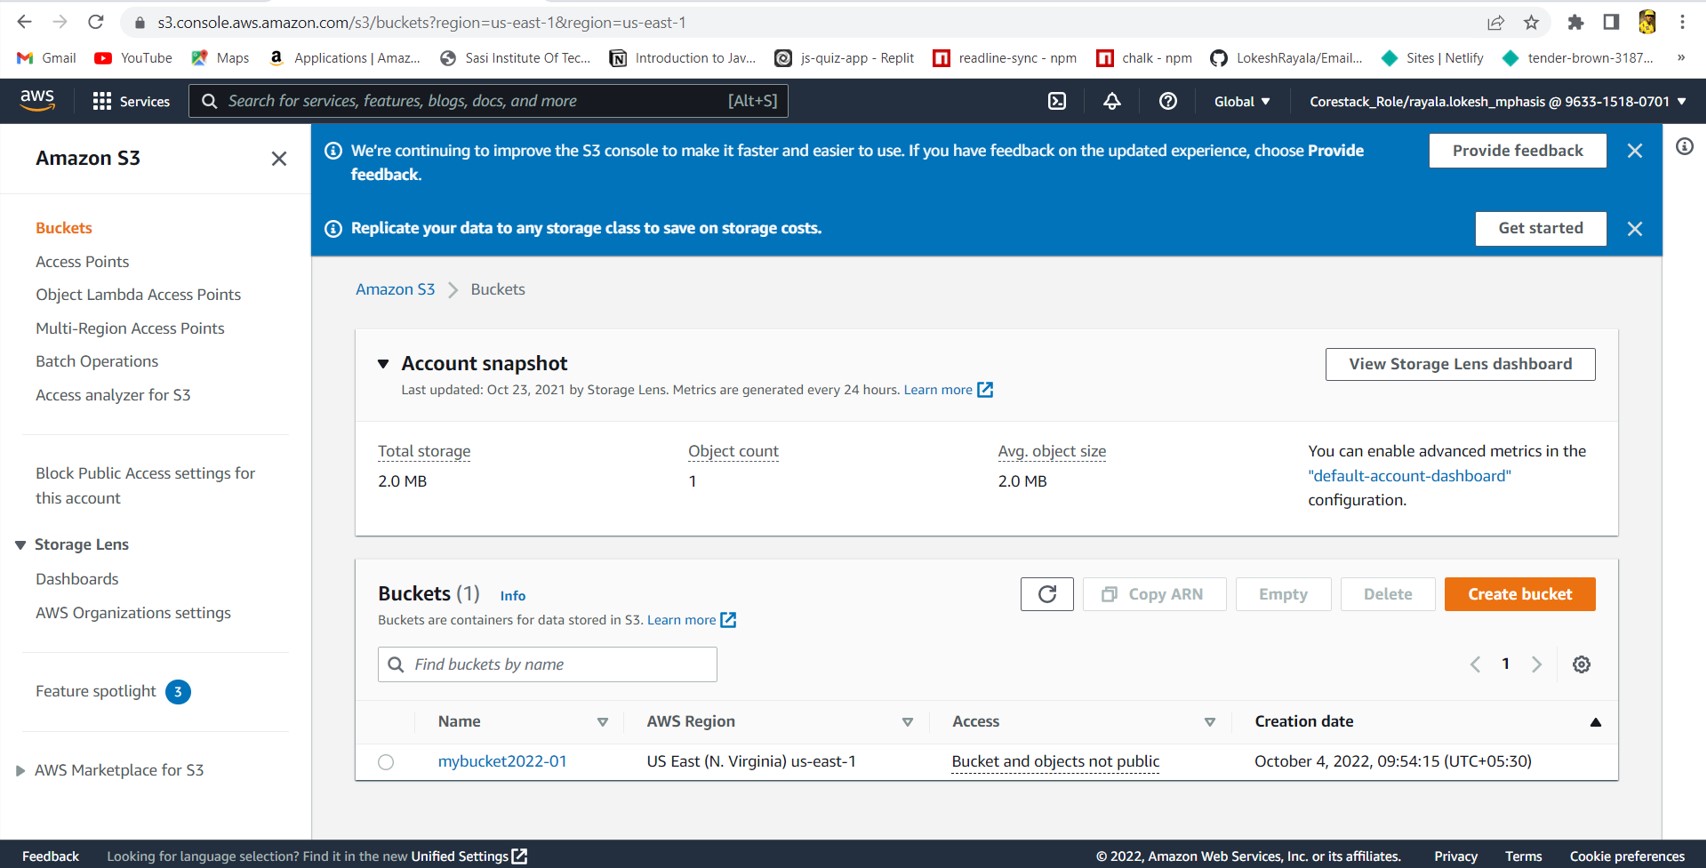 s3.console.aws.amazon.com/s3/buckets?region=us-east-1&region=us-east-1
Gmail YouTube Maps Applications | Amaz... Sasi Institute Of Tec... Introduction to Jav... js-quiz-app - Replit readline-sync - npm chalk - npm LokeshRayala/Email... Sites | Netlify tender-brown-3187... »
aws Services Search for services, features, blogs, docs, and more [Alt+S] Global Corestack_Role/rayala.lokesh_mphasis @ 9633-1518-0701
Amazon S3
Buckets
Access Points
Object Lambda Access Points
Multi-Region Access Points
Batch Operations
Access analyzer for S3
Block Public Access settings for
this account
Storage Lens
Dashboards
AWS Organizations settings
Feature spotlight 3
AWS Marketplace for S3
We're continuing to improve the S3 console to make it faster and easier to use. If you have feedback on the updated experience, choose Provide
feedback.
Provide feedback
Replicate your data to any storage class to save on storage costs.
Get started
Amazon S3 Buckets
Account snapshot
Last updated: Oct 23, 2021 by Storage Lens. Metrics are generated every 24 hours. Learn more
View Storage Lens dashboard
Total storage
2.0 MB
Object count
1
Avg. object size
2.0 MB
You can enable advanced metrics in the
"default-account-dashboard"
configuration.
Buckets (1) Info
Buckets are containers for data stored in S3. Learn more
Copy ARN Empty Delete Create bucket
Find buckets by name
1
Name AWS Region Access Creation date
mybucket2022-01 US East (N. Virginia) us-east-1 Bucket and objects not public October 4, 2022, 09:54:15 (UTC+05:30)
Feedback Looking for language selection? Find it in the new Unified Settings © 2022, Amazon Web Services, Inc. or its affiliates. Privacy Terms Cookie preferences